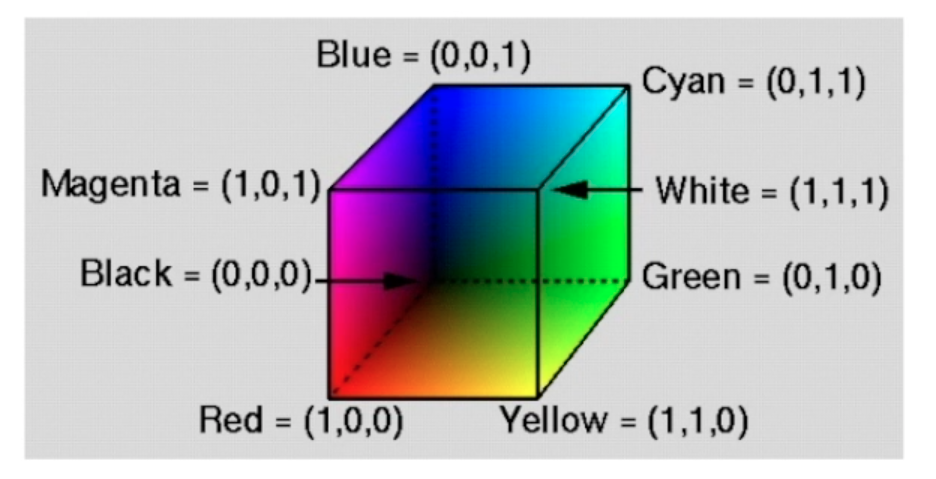 Blue = (0,0,1)
Cyan = (0,1,1)
Magenta = (1,0,1)
White = (1,1,1)
Black = (0,0,0)
Green = (0,1,0)
Red = (1,0,0)
Yellow = (1,1,0)